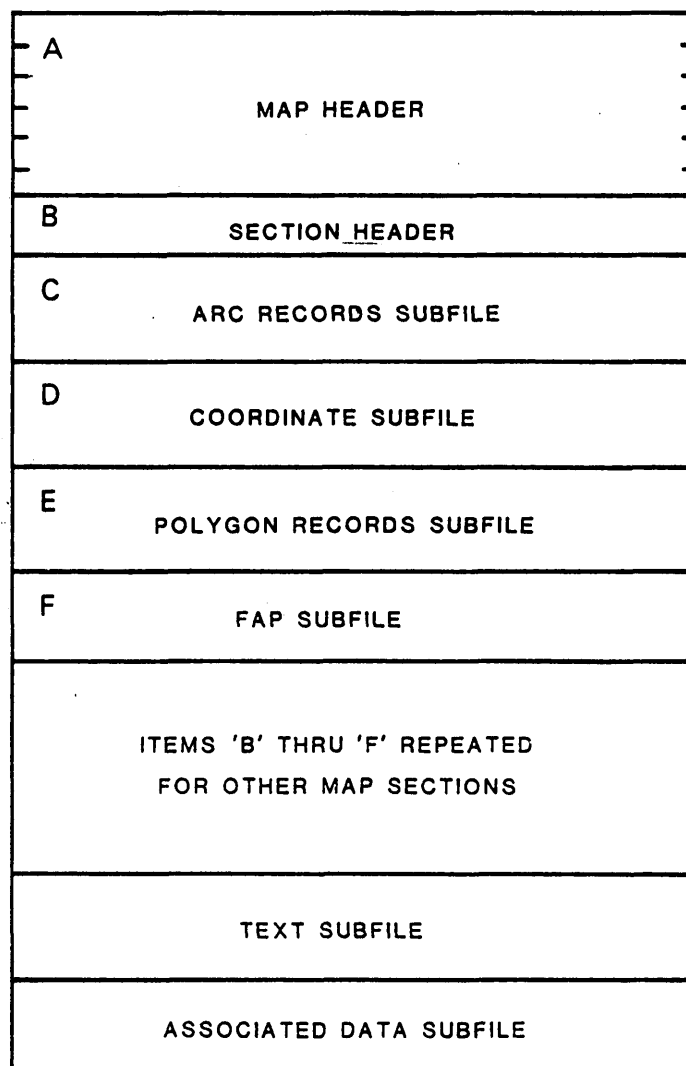 A
MAP HEADER
B
SECTION HEADER
C
ARC RECORDS SUBFILE
D
COORDINATE SUBFILE
E
POLYGON RECORDS SUBFILE
F
FAP SUBFILE
ITEMS 'B' THRU 'F' REPEATED
FOR OTHER MAP SECTIONS
TEXT SUBFILE
ASSOCIATED DATA SUBFILE